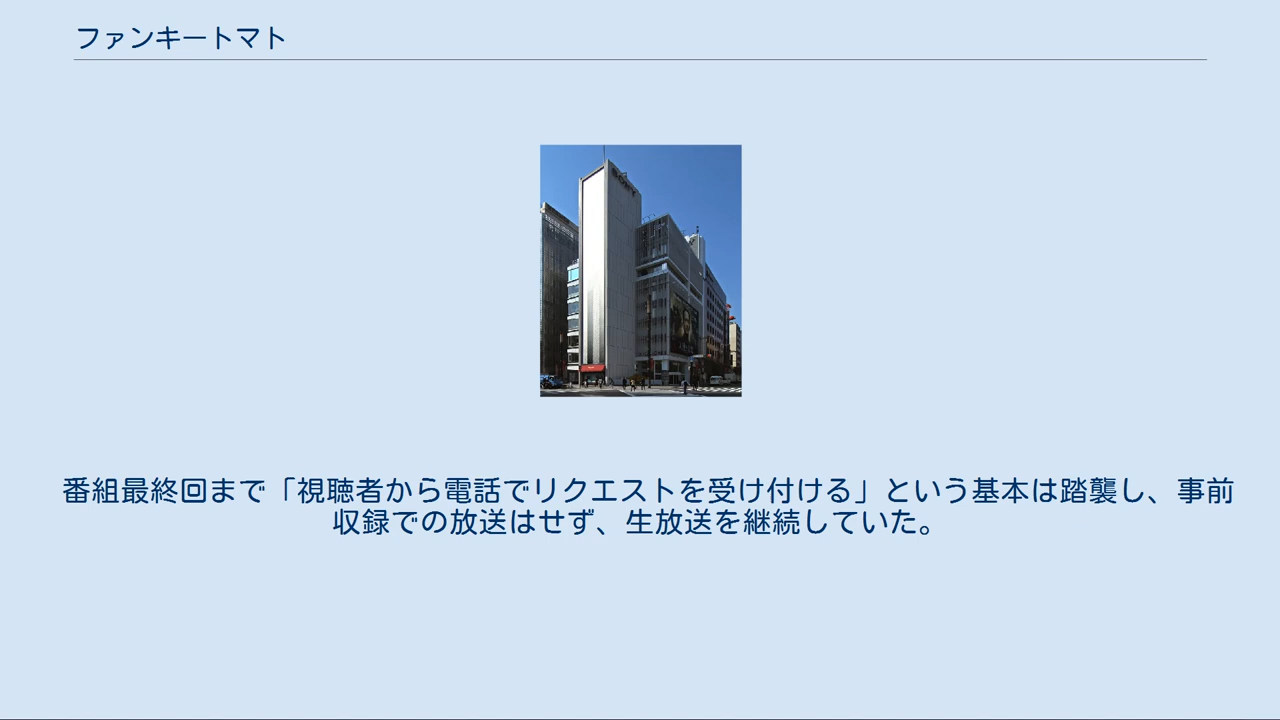 ファンキートマト
SONY
番組最終回まで「視聴者から電話でリクエストを受け付ける」という基本は踏襲し、事前
収録での放送はせず、生放送を継続していた。